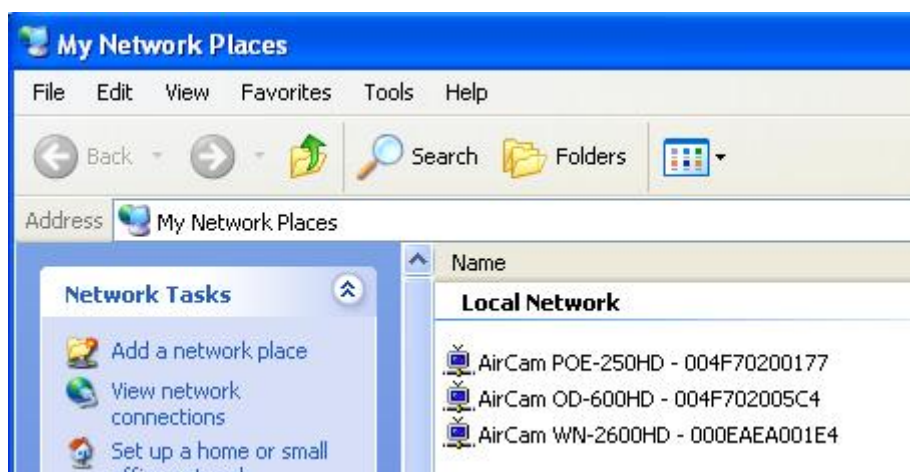 My Network Places
File Edit View Favorites Tools Help
Back Search Folders
Address My Network Places
Network Tasks
Add a network place
View network
connections
Set up a home or small
Name
Local Network
AirCam POE-250HD - 004F70200177
AirCam OD-600HD - 004F702005C4
AirCam WN-2600HD - 000EAEA001E4